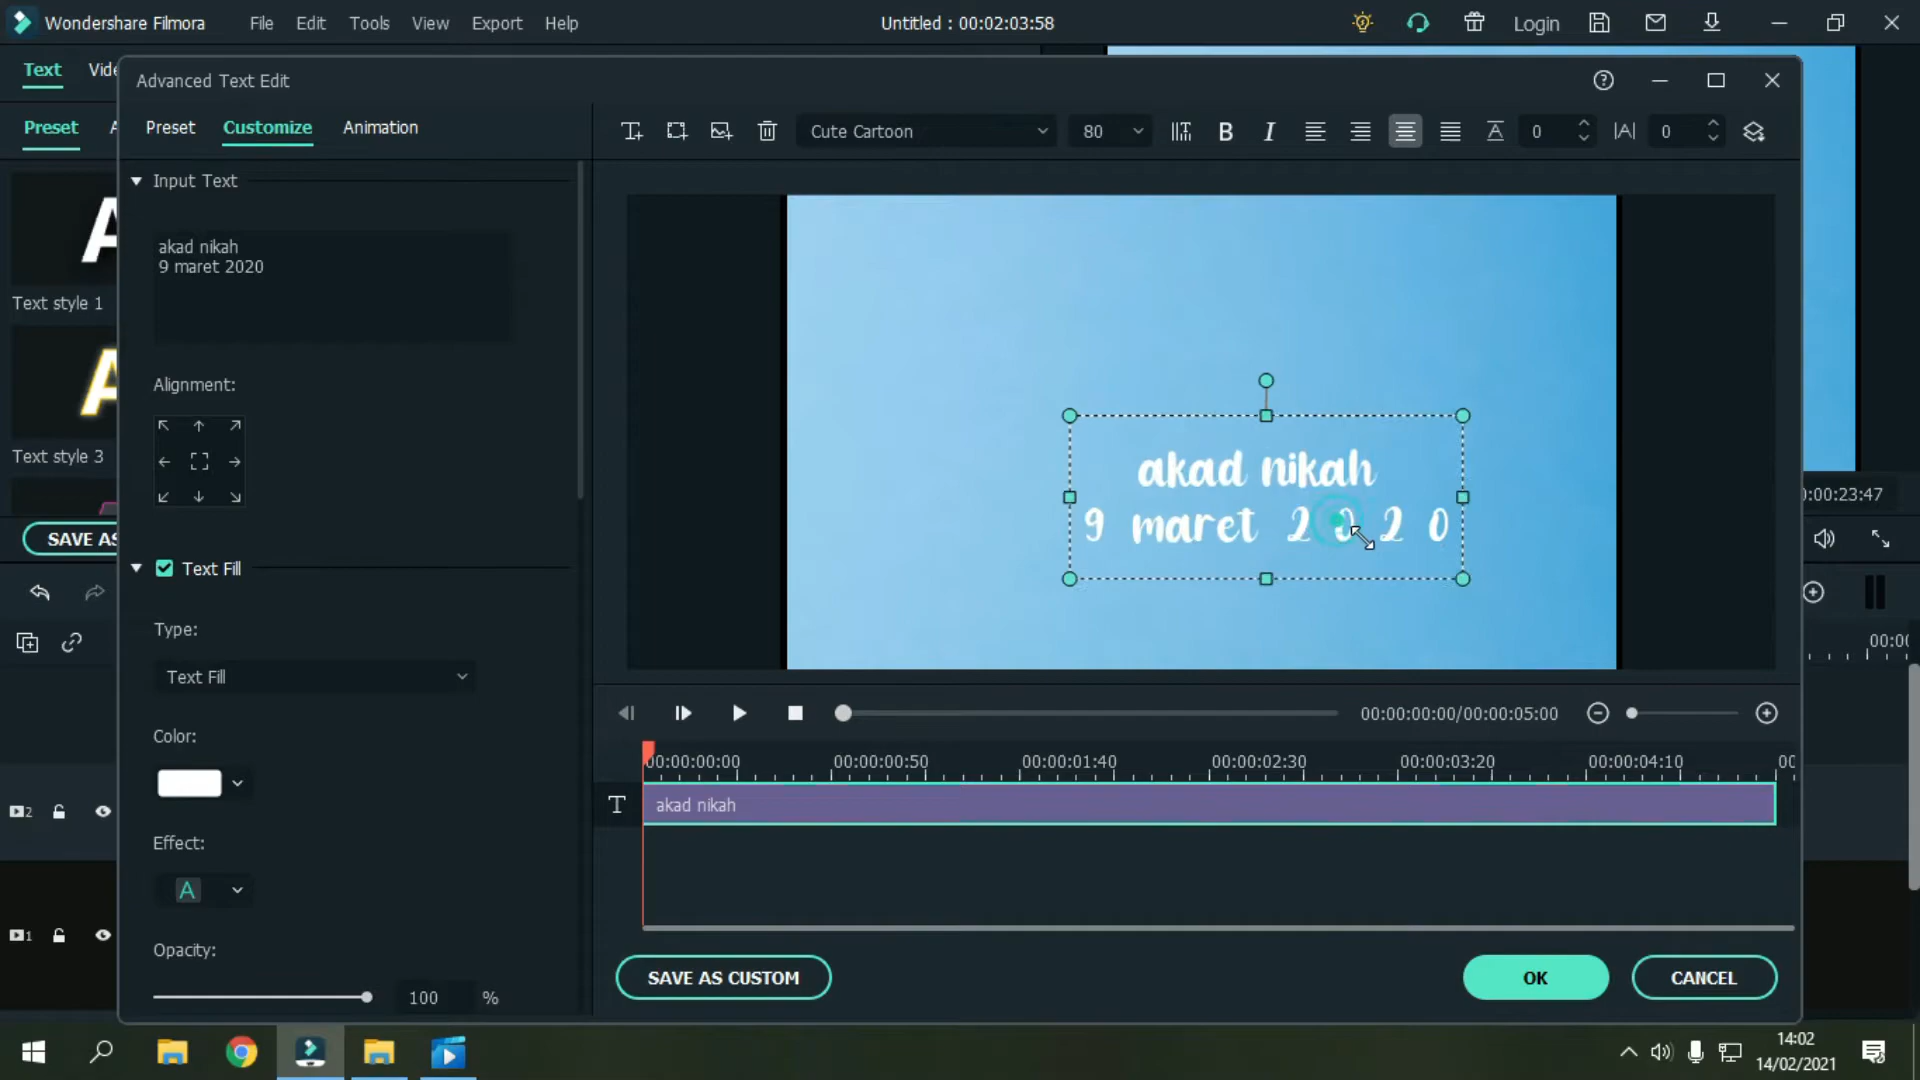 Wondershare Filmora File Edit Tools View Export Help Untitled : 00:02:03:58 Login
Text
Advanced Text Edit
Preset
Preset Customize Animation
Cute Cartoon 80 B I 0 0
Input Text
akad nikah
9 maret 2020
Text style 1
Alignment:
Text style 3
akad nikah
9 maret 2 0 2 0
Text Fill
Type:
Text Fill
Color:
Effect:
A
Opacity:
100 %
00:00:00:00/00:00:05:00
00:00:00:00 00:00:00:50 00:00:01:40 00:00:02:30 00:00:03:20 00:00:04:10
T akad nikah
SAVE AS CUSTOM OK CANCEL
14:02
14/02/2021